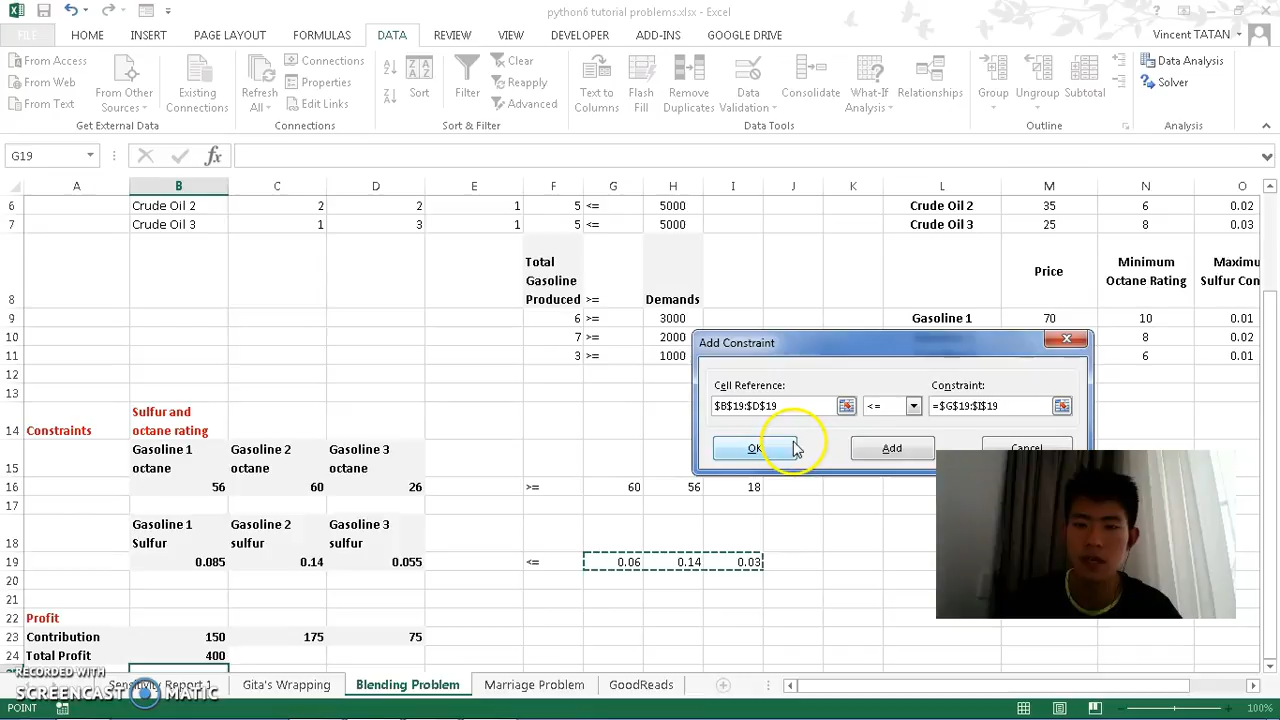 python6 tutorial problems.xlsx - Excel
FILE HOME INSERT PAGE LAYOUT FORMULAS DATA REVIEW VIEW DEVELOPER ADD-INS GOOGLE DRIVE Vincent TATAN
From Access
From Web
From Text
From Other Sources
Existing Connections
Refresh All
Connections
Properties
Edit Links
Sort
Filter
Clear
Reapply
Advanced
Text to Columns
Flash Fill
Remove Duplicates
Data Validation
Consolidate
What-If Analysis
Relationships
Group
Ungroup
Subtotal
Data Analysis
Solver
Get External Data Connections Sort & Filter Data Tools Outline Analysis
G19 fx
A B C D E F G H I J K L M N O
6 Crude Oil 2 2 2 1 5 <= 5000 Crude Oil 2 35 6 0.02
7 Crude Oil 3 1 3 1 5 <= 5000 Crude Oil 3 25 8 0.03
Total
Gasoline
8 Produced >= Demands
Price
Minimum
Octane Rating
Maximu
Sulfur Con
9 6 >= 3000 Gasoline 1 70 10 0.01
10 7 >= 2000 8 0.02
11 3 >= 1000 6 0.01
12
13
Add Constraint
Cell Reference: Constraint:
$B$19:$D$19 <= =$G$19:$I$19
OK Add Cancel
Sulfur and
14 Constraints octane rating
Gasoline 1 Gasoline 2 Gasoline 3
15 octane octane octane
16 56 60 26 >= 60 56 18
17
Gasoline 1 Gasoline 2 Gasoline 3
18 Sulfur sulfur sulfur
19 0.085 0.14 0.055 <= 0.06 0.14 0.03
20
21
22 Profit
23 Contribution 150 175 75
24 Total Profit 400
RECORDED WITH
SCREENCAST MATIC
Sensitivity Report 1 Gita's Wrapping Blending Problem Marriage Problem GoodReads
POINT 100%